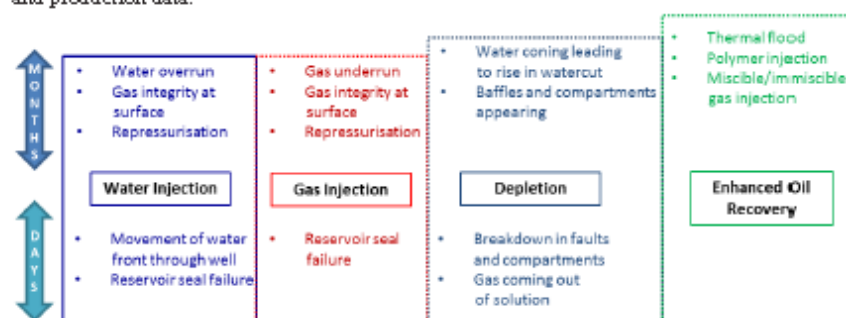 and production data.
MONTHS
• Water overrun
• Gas integrity at
surface
• Repressurisation
• Gas underrun
• Gas integrity at
surface
• Repressurisation
• Water coning leading
to rise in watercut
• Baffles and compartments
appearing
• Thermal flood
• Polymer injection
• Miscible/immiscible
gas injection
Water Injection
Gas Injection
Depletion
Enhanced Oil
Recovery
DAYS
• Movement of water
front through well
• Reservoir seal failure
• Reservoir seal
failure
• Breakdown in faults
and compartments
• Gas coming out
of solution